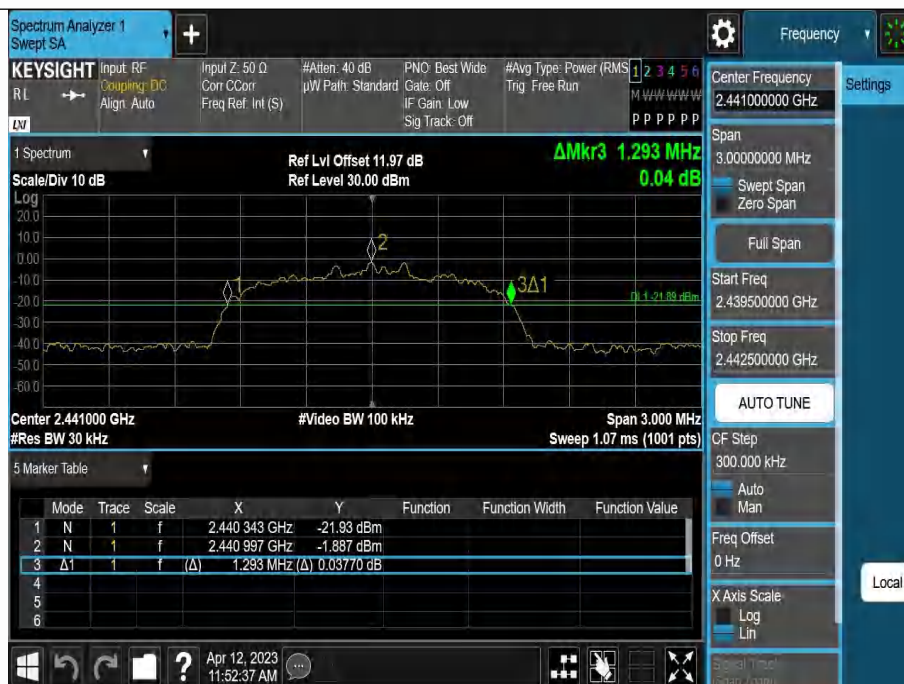 Spectrum Analyzer 1
Swept SA
+
Frequency
KEYSIGHT
RL
LXI
Input: RF
Coupling: DC
Align: Auto
Input Z: 50 Ω
Corr CCorr
Freq Ref: Int (S)
#Atten: 40 dB
µW Path: Standard
PNO: Best Wide
Gate: Off
IF Gain: Low
Sig Track: Off
#Avg Type: Power (RMS
Trig: Free Run
1 2 3 4 5 6
M W W W W W
P P P P P P
Center Frequency
2.441000000 GHz
Settings
Span
3.00000000 MHz
Swept Span
Zero Span
Full Span
Start Freq
2.439500000 GHz
Stop Freq
2.442500000 GHz
AUTO TUNE
CF Step
300.000 kHz
Auto
Man
Freq Offset
0 Hz
X Axis Scale
Log
Lin
Local
1 Spectrum
Scale/Div 10 dB
Ref Lvl Offset 11.97 dB
Ref Level 30.00 dBm
ΔMkr3 1.293 MHz
0.04 dB
Log
20.0
10.0
0.00
-10.0
-20.0
-30.0
-40.0
-50.0
-60.0
1
2
3Δ1
DL1 -21.89 dBm
Center 2.441000 GHz
#Video BW 100 kHz
Span 3.000 MHz
#Res BW 30 kHz
Sweep 1.07 ms (1001 pts)
5 Marker Table
Mode Trace Scale X Y Function Function Width Function Value
1 N 1 f 2.440 343 GHz -21.93 dBm
2 N 1 f 2.440 997 GHz -1.887 dBm
3 Δ1 1 f (Δ) 1.293 MHz (Δ) 0.03770 dB
4
5
6
?
Apr 12, 2023
11:52:37 AM